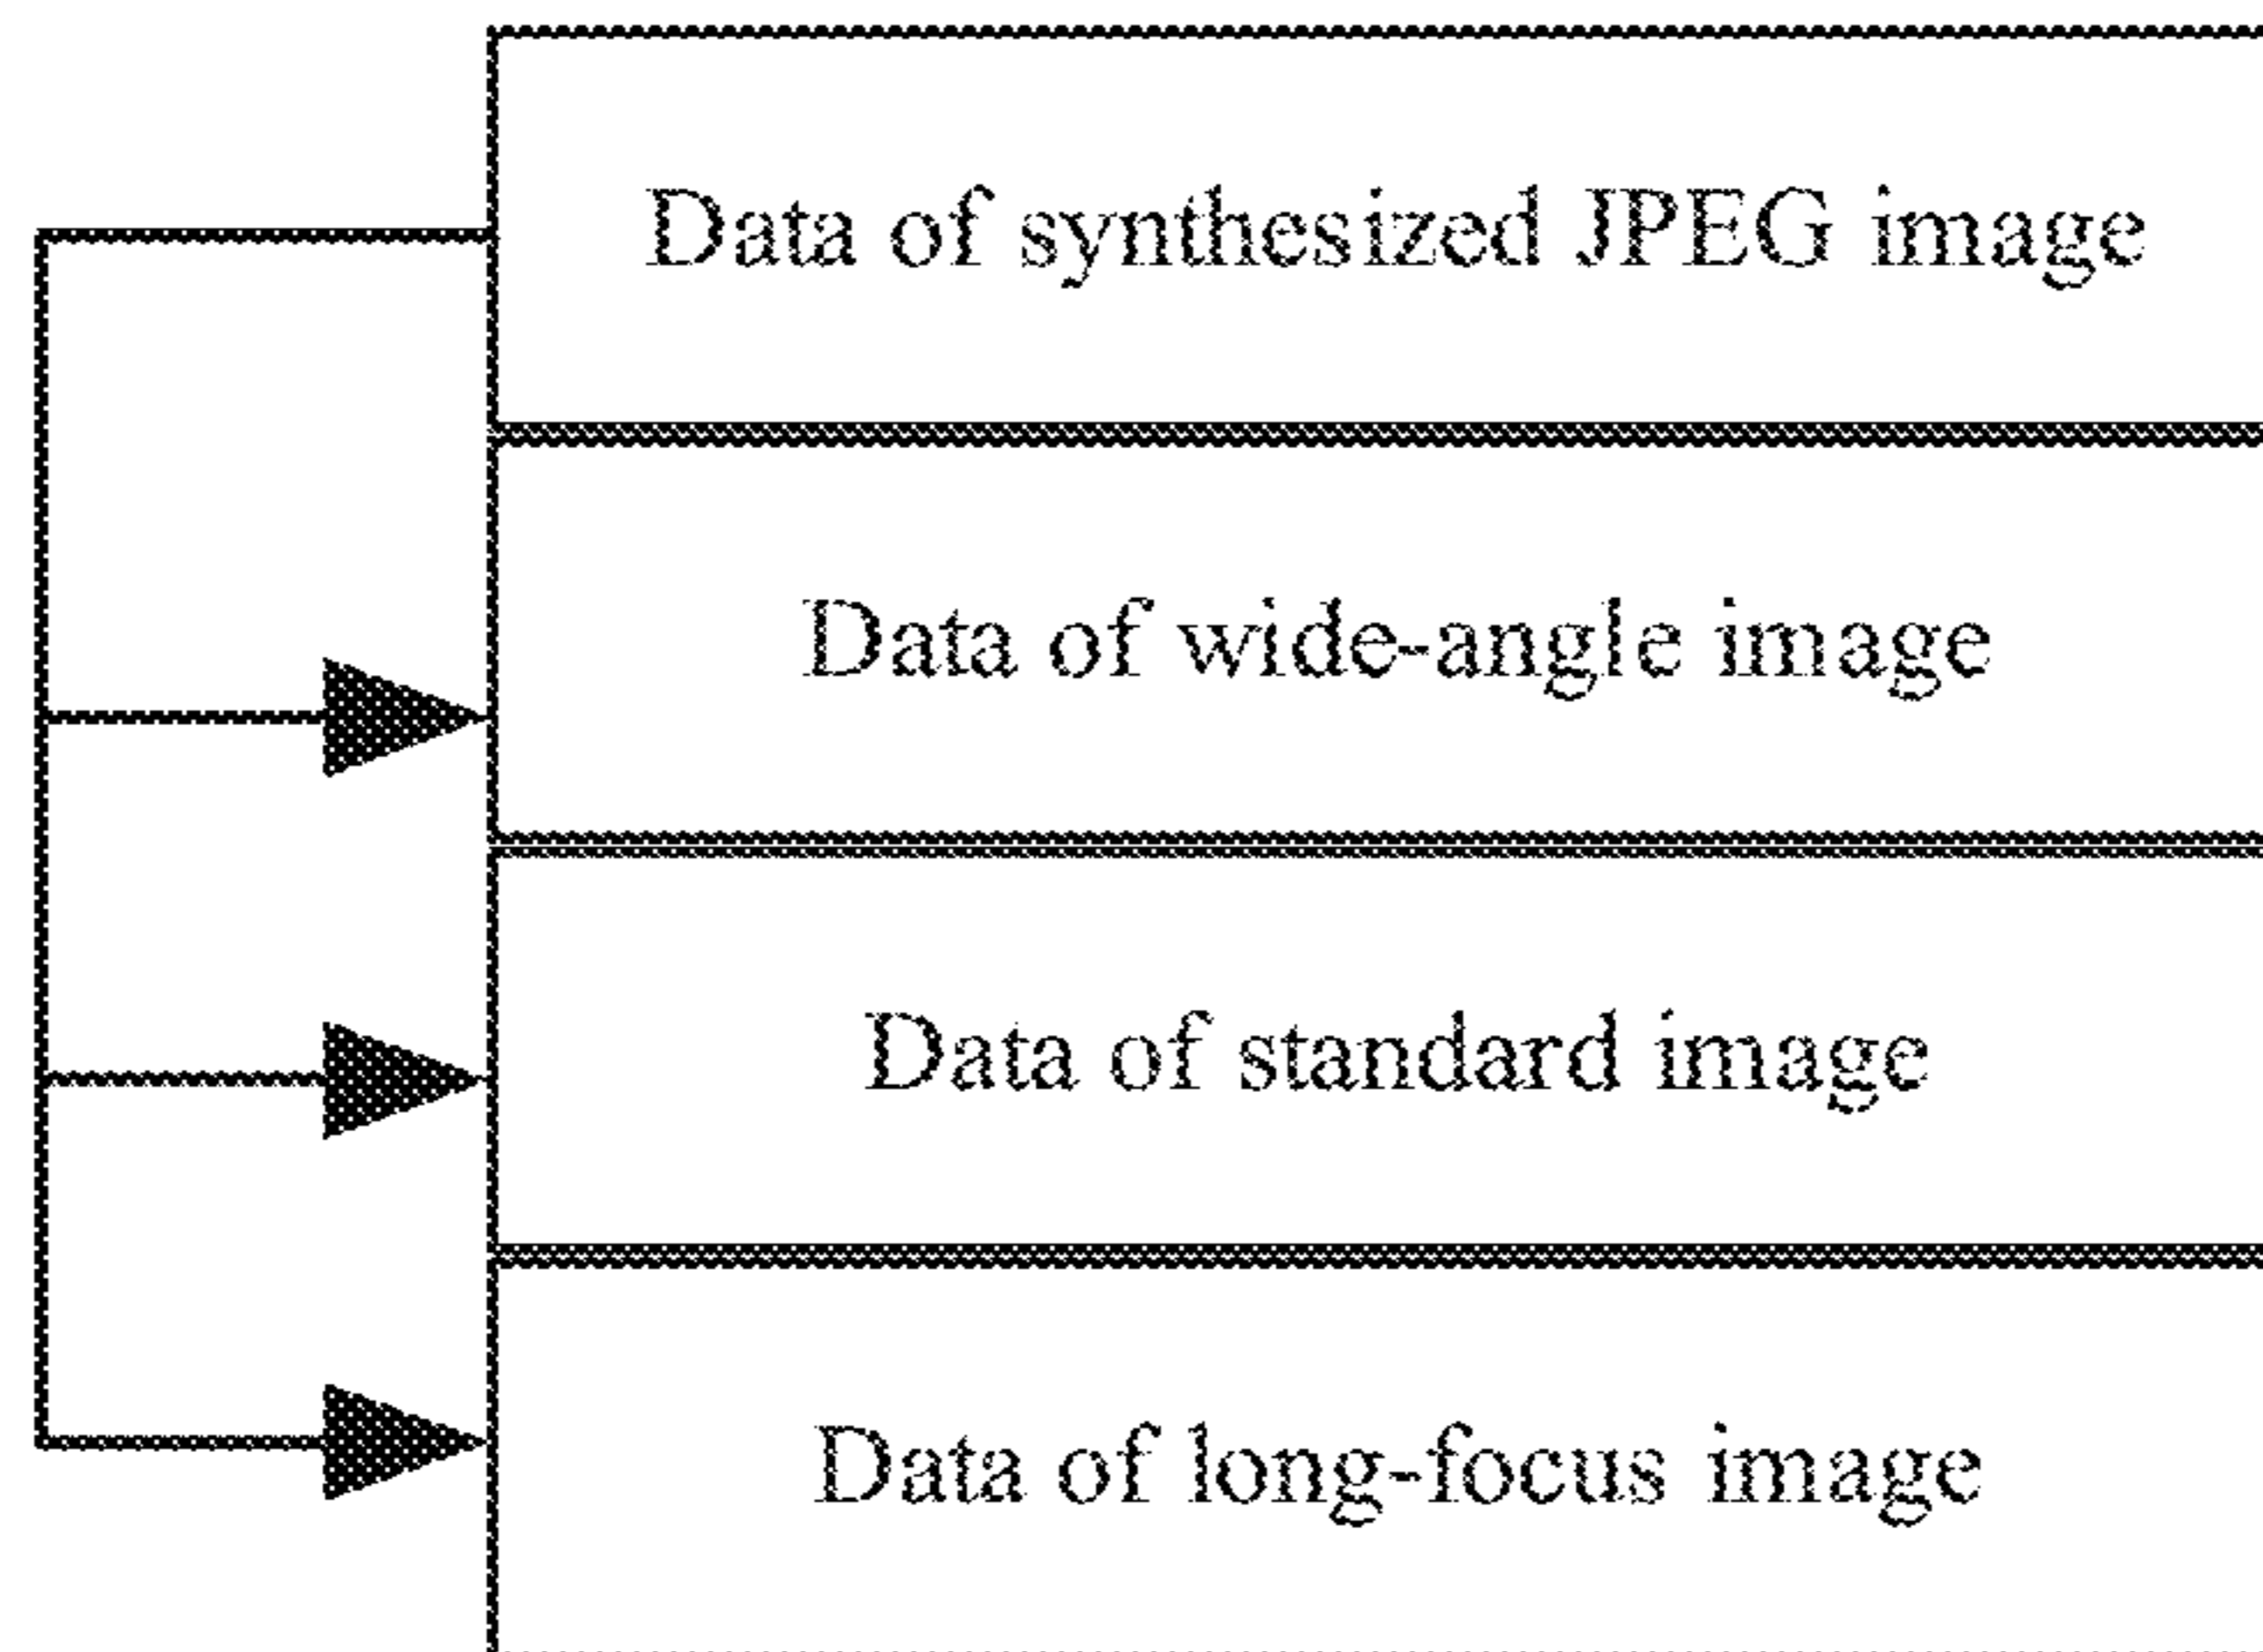 Data of synthesized JPEG image
Data of wide-angle image
Data of standard image
Data of long-focus image